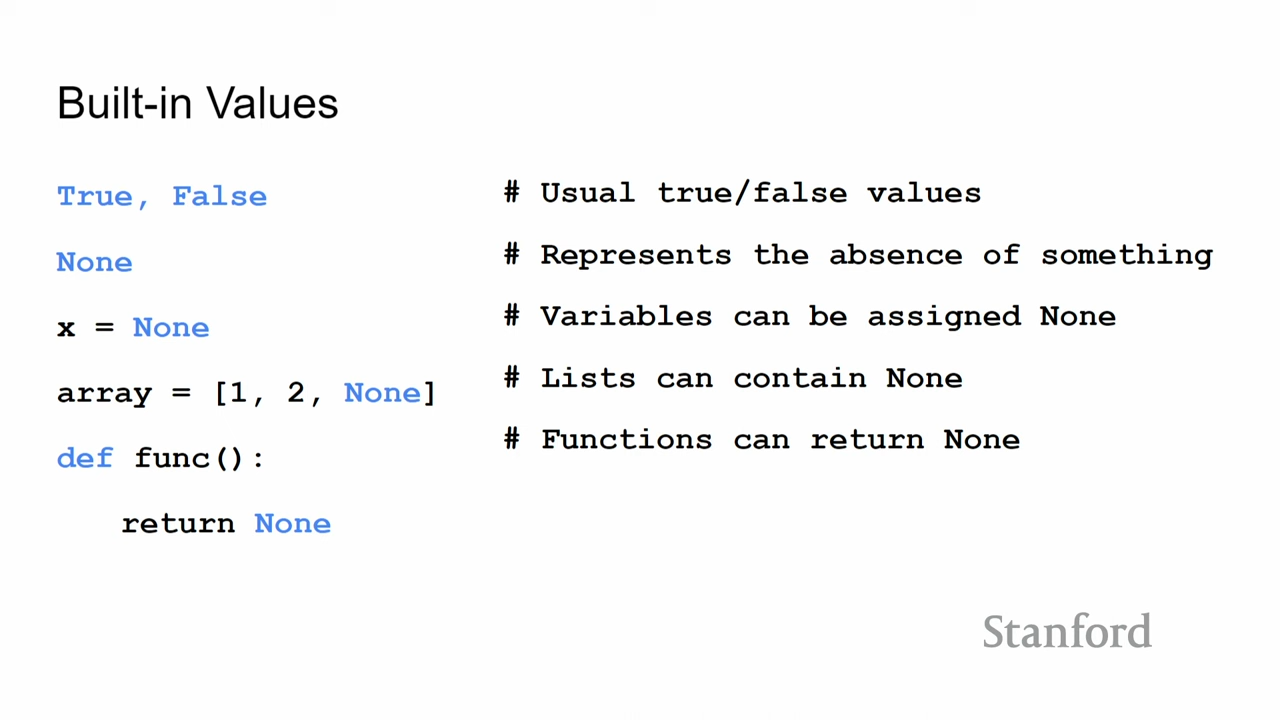 Built-in Values
True, False # Usual true/false values
None # Represents the absence of something
x = None # Variables can be assigned None
array = [1, 2, None] # Lists can contain None
def func(): # Functions can return None
return None
Stanford